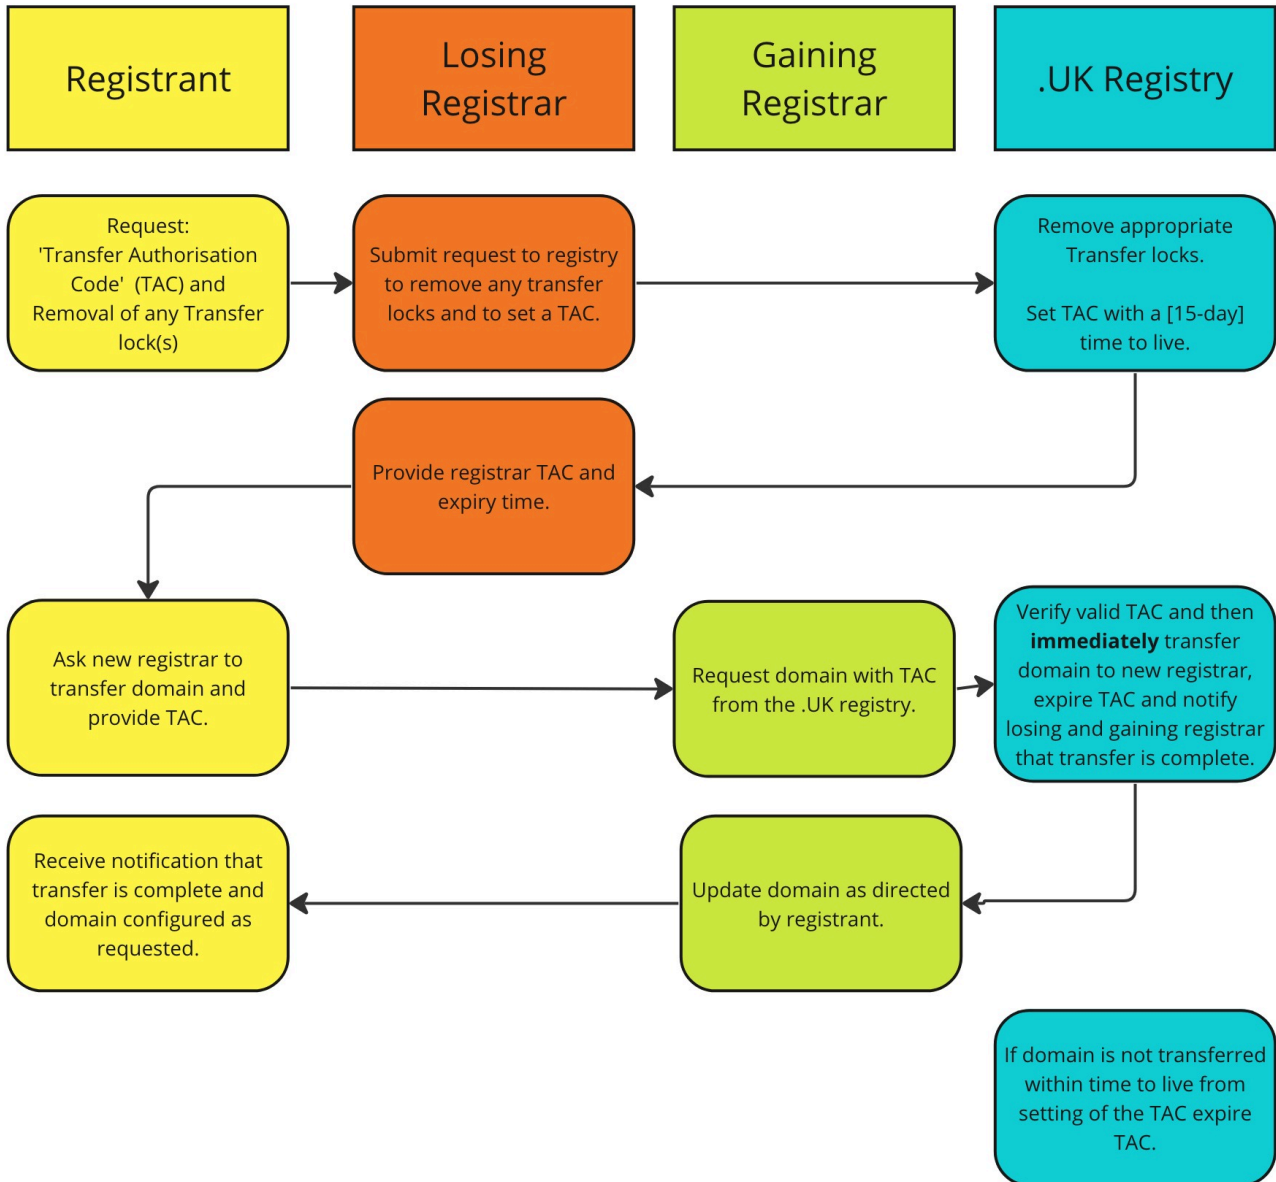 Registrant
Losing
Registrar
Gaining
Registrar
.UK Registry
Request:
'Transfer Authorisation
Code'  (TAC) and
Removal of any Transfer
lock(s)
Submit request to registry
to remove any transfer
locks and to set a TAC.
Remove appropriate
Transfer locks.
Set TAC with a [15-day]
time to live.
Provide registrar TAC and
expiry time.
Ask new registrar to
transfer domain and
provide TAC.
Request domain with TAC
from the .UK registry.
Verify valid TAC and then
immediately transfer
domain to new registrar,
expire TAC and notify
losing and gaining registrar
that transfer is complete.
Receive notification that
transfer is complete and
domain configured as
requested.
Update domain as directed
by registrant.
If domain is not transferred
within time to live from
setting of the TAC expire
TAC.